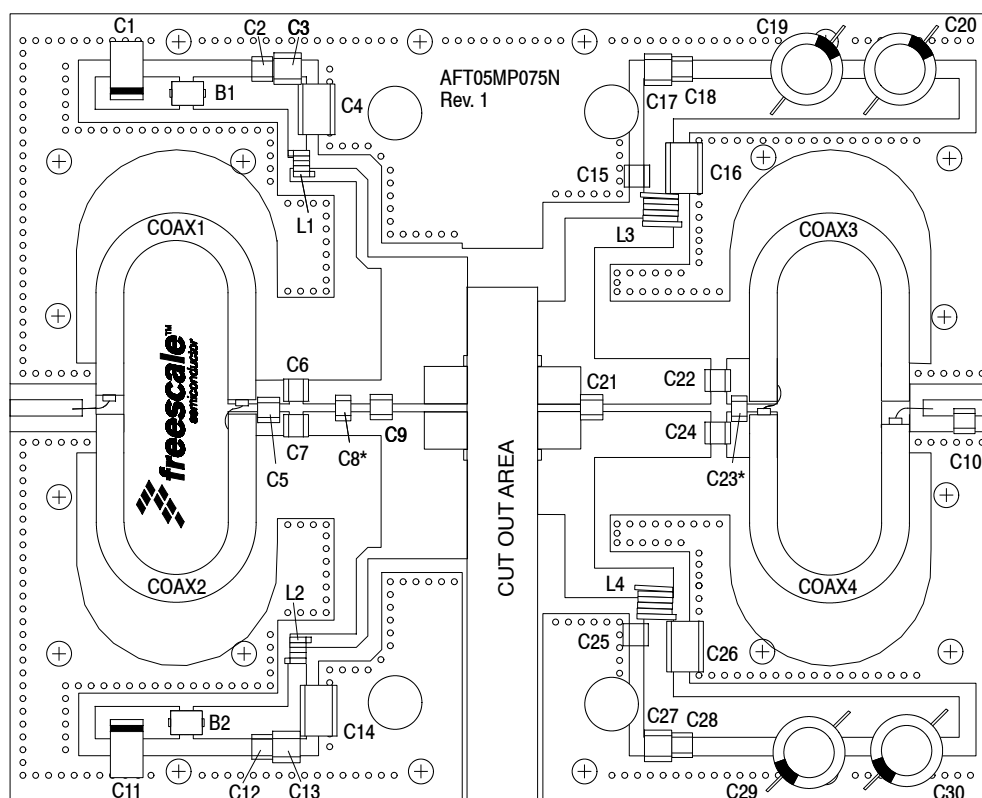 C1
C2
C3
C19
C20
AFT05MP075N
Rev. 1
B1
C4
C17
C18
C15
C16
L1
L3
COAX1
COAX3
freescale™
semiconductor
C6
C21
C22
C7
C9
C24
C5
C8*
C23*
C10
CUT OUT AREA
COAX2
COAX4
L2
L4
C25
C26
B2
C14
C27
C28
C11
C12
C13
C29
C30